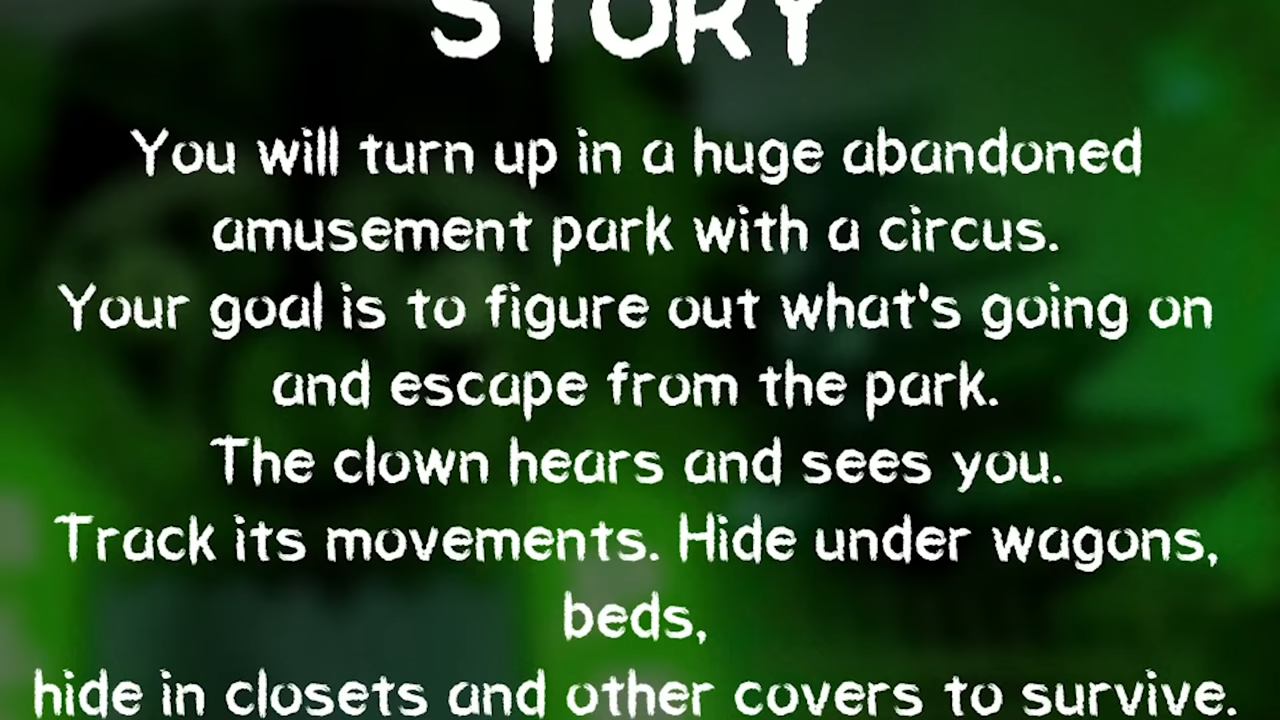 STORY
You will turn up in a huge abandoned
amusement park with a circus.
Your goal is to figure out what's going on
and escape from the park.
The clown hears and sees you.
Track its movements. Hide under wagons,
beds,
hide in closets and other covers to survive.